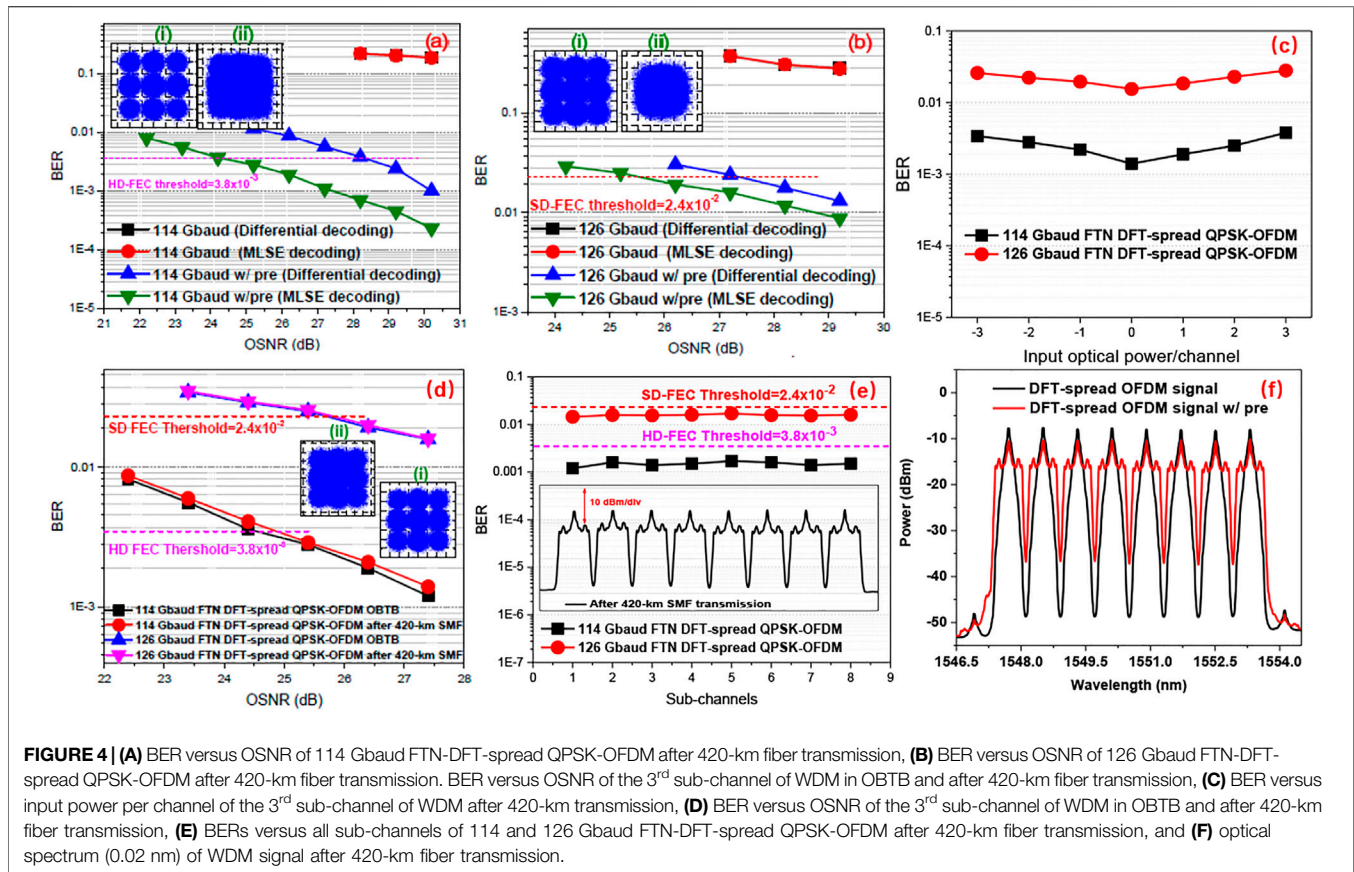 (a)
(i) (ii)
0.1
0.01
1E-3
1E-4
1E-5
BER
HD-FEC threshold=3.8x10⁻³
114 Gbaud (Differential decoding)
114 Gbaud (MLSE decoding)
114 Gbaud w/ pre (Differential decoding)
114 Gbaud w/pre (MLSE decoding)
21 22 23 24 25 26 27 28 29 30 31
OSNR (dB)
(b)
(i) (ii)
0.1
0.01
1E-3
BER
SD-FEC threshold=2.4x10⁻²
126 Gbaud (Differential decoding)
126 Gbaud (MLSE decoding)
126 Gbaud w/ pre (Differential decoding)
126 Gbaud w/pre (MLSE decoding)
24 25 26 27 28 29 30
OSNR (dB)
(c)
0.1
0.01
1E-3
1E-4
1E-5
BER
114 Gbaud FTN DFT-spread QPSK-OFDM
126 Gbaud FTN DFT-spread QPSK-OFDM
-3 -2 -1 0 1 2 3
Input optical power/channel
(d)
SD FEC Thershold=2.4x10⁻²
(ii)
(i)
0.01
1E-3
BER
114 Gbaud FTN DFT-spread QPSK-OFDM OBTB
114 Gbaud FTN DFT-spread QPSK-OFDM after 420-km SMF
126 Gbaud FTN DFT-spread QPSK-OFDM OBTB
126 Gbaud FTN DFT-spread QPSK-OFDM after 420-km SMF
22 23 24 25 26 27 28
OSNR (dB)
(e)
0.1
0.01
0.001
1E-4
1E-5
1E-6
1E-7
BER
SD-FEC Threshold=2.4x10⁻²
HD-FEC Threshold=3.8x10⁻³
10 dBm/div
After 420-km SMF transmission
114 Gbaud FTN DFT-spread QPSK-OFDM
126 Gbaud FTN DFT-spread QPSK-OFDM
1 2 3 4 5 6 7 8 9
Sub-channels
(f)
DFT-spread OFDM signal
DFT-spread OFDM signal w/ pre
0
-10
-20
-30
-40
-50
Power (dBm)
1546.5 1548.0 1549.5 1551.0 1552.5 1554.0
Wavelength (nm)
FIGURE 4 | (A) BER versus OSNR of 114 Gbaud FTN-DFT-spread QPSK-OFDM after 420-km fiber transmission, (B) BER versus OSNR of 126 Gbaud FTN-DFT-
spread QPSK-OFDM after 420-km fiber transmission. BER versus OSNR of the 3rd sub-channel of WDM in OBTB and after 420-km fiber transmission, (C) BER versus
input power per channel of the 3rd sub-channel of WDM after 420-km transmission, (D) BER versus OSNR of the 3rd sub-channel of WDM in OBTB and after 420-km
fiber transmission, (E) BERs versus all sub-channels of 114 and 126 Gbaud FTN-DFT-spread QPSK-OFDM after 420-km fiber transmission, and (F) optical
spectrum (0.02 nm) of WDM signal after 420-km fiber transmission.